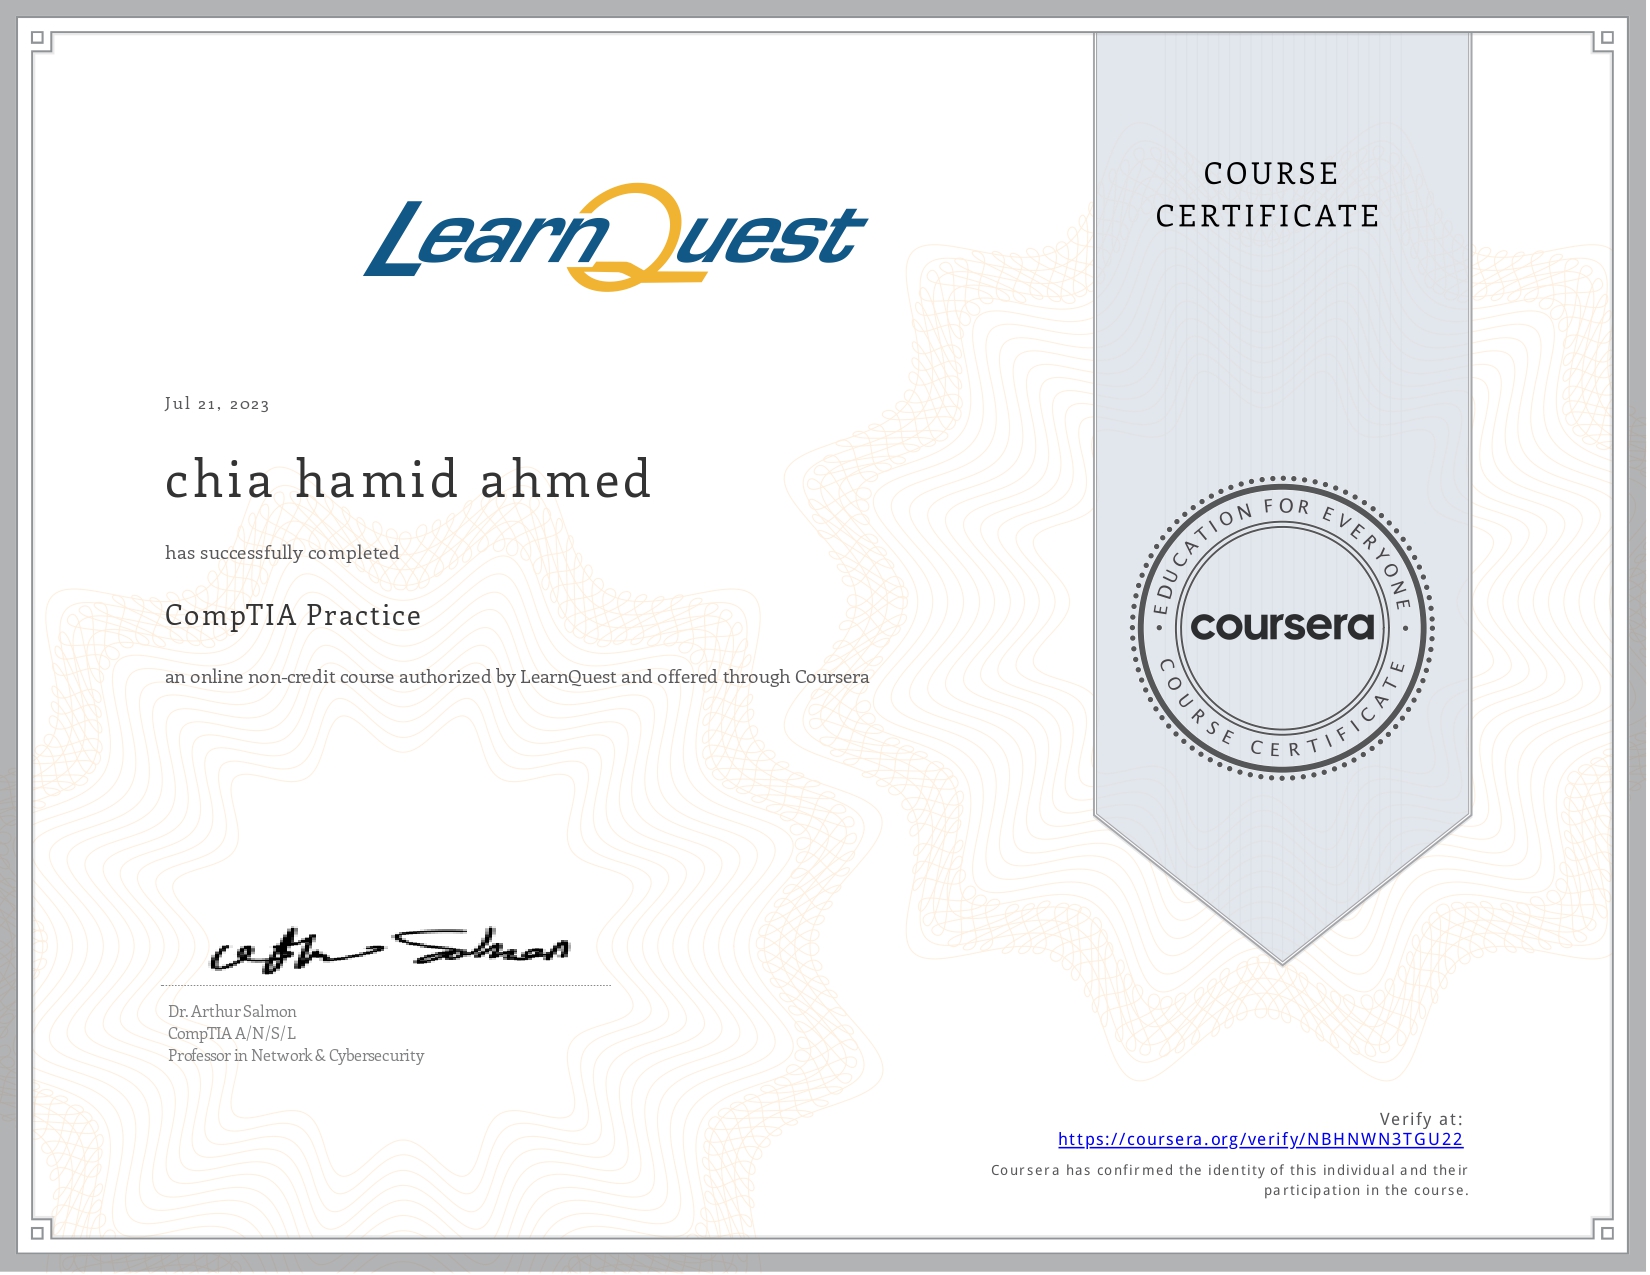 LearnQuest
COURSE
CERTIFICATE
Jul 21, 2023
chia hamid ahmed
has successfully completed
CompTIA Practice
an online non-credit course authorized by LearnQuest and offered through Coursera
EDUCATION FOR EVERYONE
coursera
COURSE CERTIFICATE
Arthur Salmon
Dr. Arthur Salmon
CompTIA A/N/S/L
Professor in Network & Cybersecurity
Verify at:
https://coursera.org/verify/NBHNWN3TGU22
Coursera has confirmed the identity of this individual and their
participation in the course.